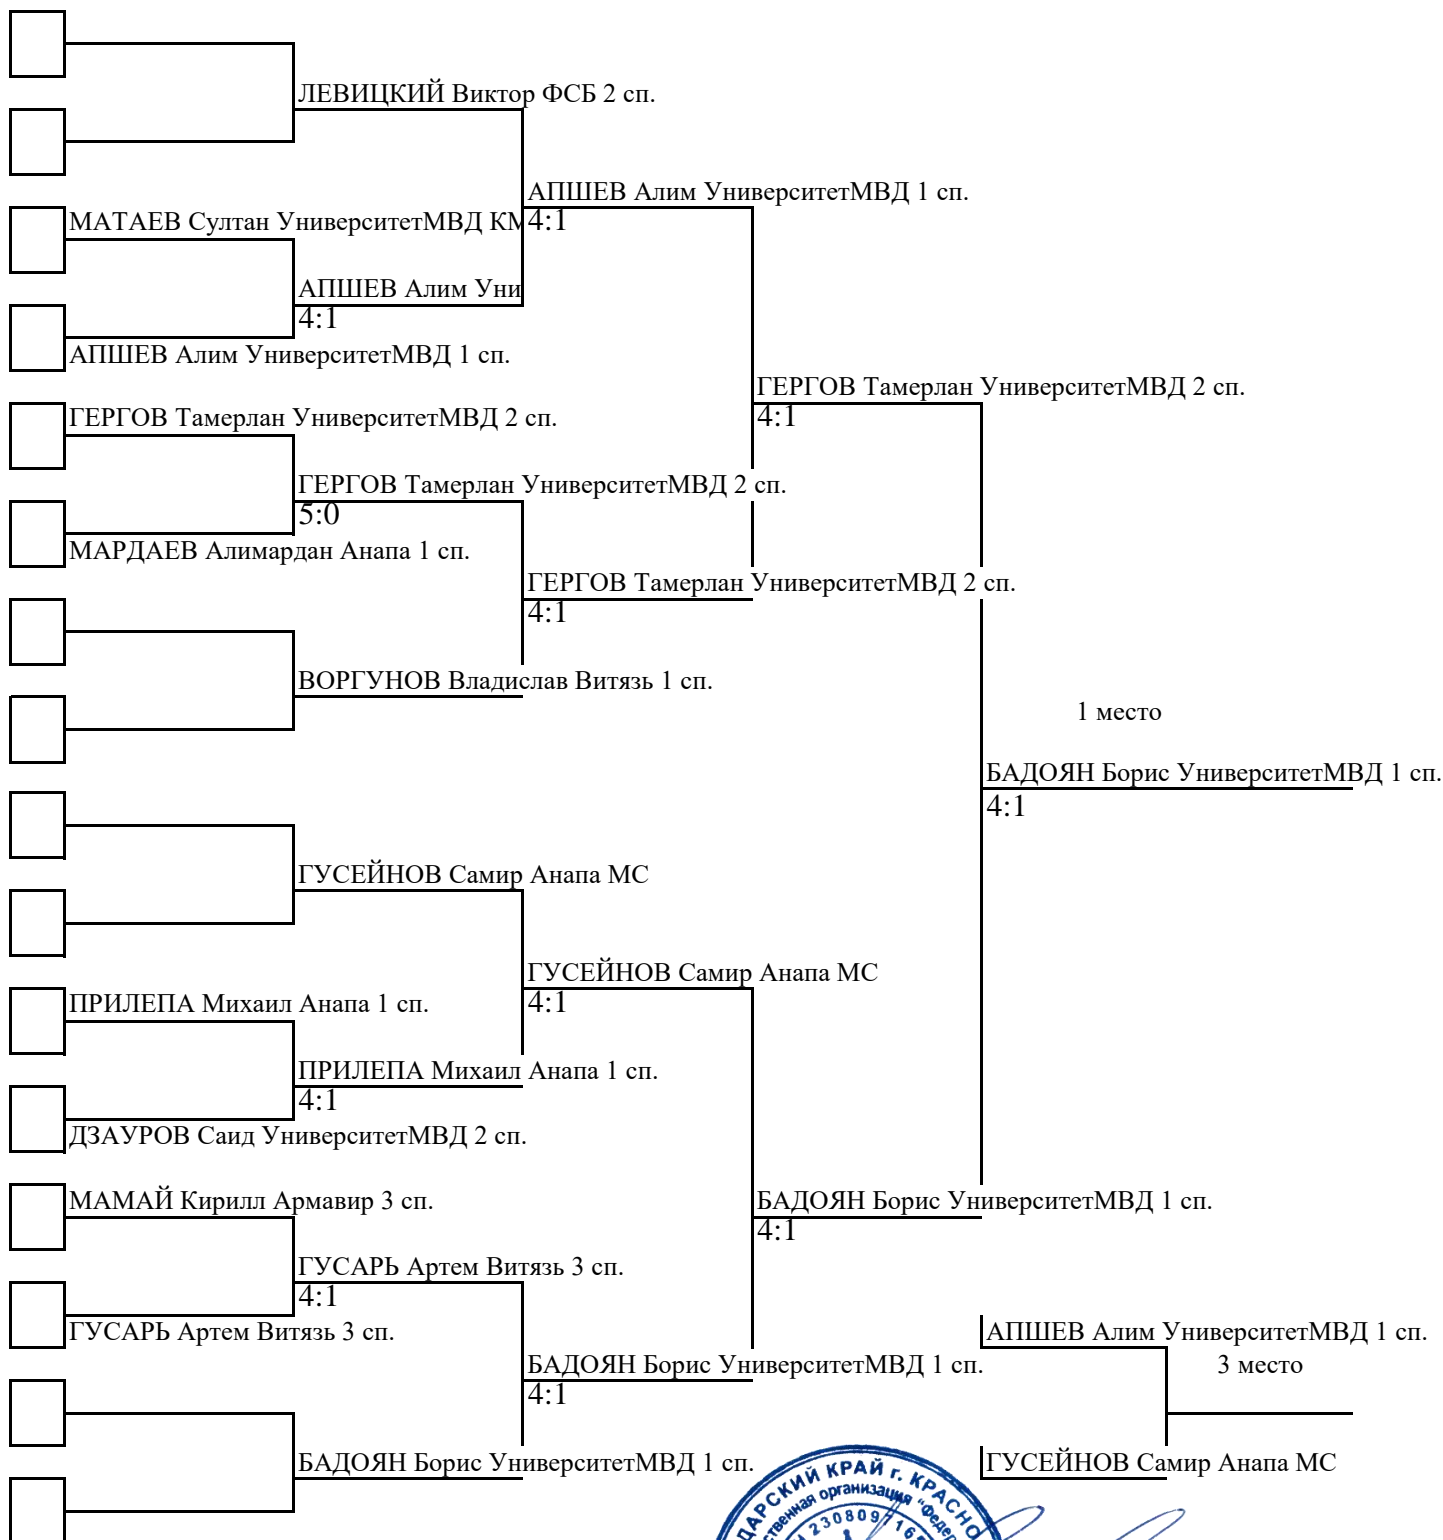 ЛЕВИЦКИЙ Виктор ФСБ 2 сп.
АПШЕВ Алим УниверситетМВД 1 сп.
МАТАЕВ Султан УниверситетМВД КМ
4:1
АПШЕВ Алим Уни
4:1
АПШЕВ Алим УниверситетМВД 1 сп.
ГЕРГОВ Тамерлан УниверситетМВД 2 сп.
4:1
ГЕРГОВ Тамерлан УниверситетМВД 2 сп.
ГЕРГОВ Тамерлан УниверситетМВД 2 сп.
5:0
МАРДАЕВ Алимардан Анапа 1 сп.
ГЕРГОВ Тамерлан УниверситетМВД 2 сп.
4:1
ВОРГУНОВ Владислав Витязь 1 сп.
1 место
БАДОЯН Борис УниверситетМВД 1 сп.
4:1
ГУСЕЙНОВ Самир Анапа МС
ГУСЕЙНОВ Самир Анапа МС
4:1
ПРИЛЕПА Михаил Анапа 1 сп.
ПРИЛЕПА Михаил Анапа 1 сп.
4:1
ДЗАУРОВ Саид УниверситетМВД 2 сп.
МАМАЙ Кирилл Армавир 3 сп.
БАДОЯН Борис УниверситетМВД 1 сп.
4:1
ГУСАРЬ Артем Витязь 3 сп.
4:1
ГУСАРЬ Артем Витязь 3 сп.
АПШЕВ Алим УниверситетМВД 1 сп.
БАДОЯН Борис УниверситетМВД 1 сп.
3 место
4:1
БАДОЯН Борис УниверситетМВД 1 сп.
ГУСЕЙНОВ Самир Анапа МС
ДАРСКИЙ КРАЙ г. КРАСНО
ственная организация "Федер